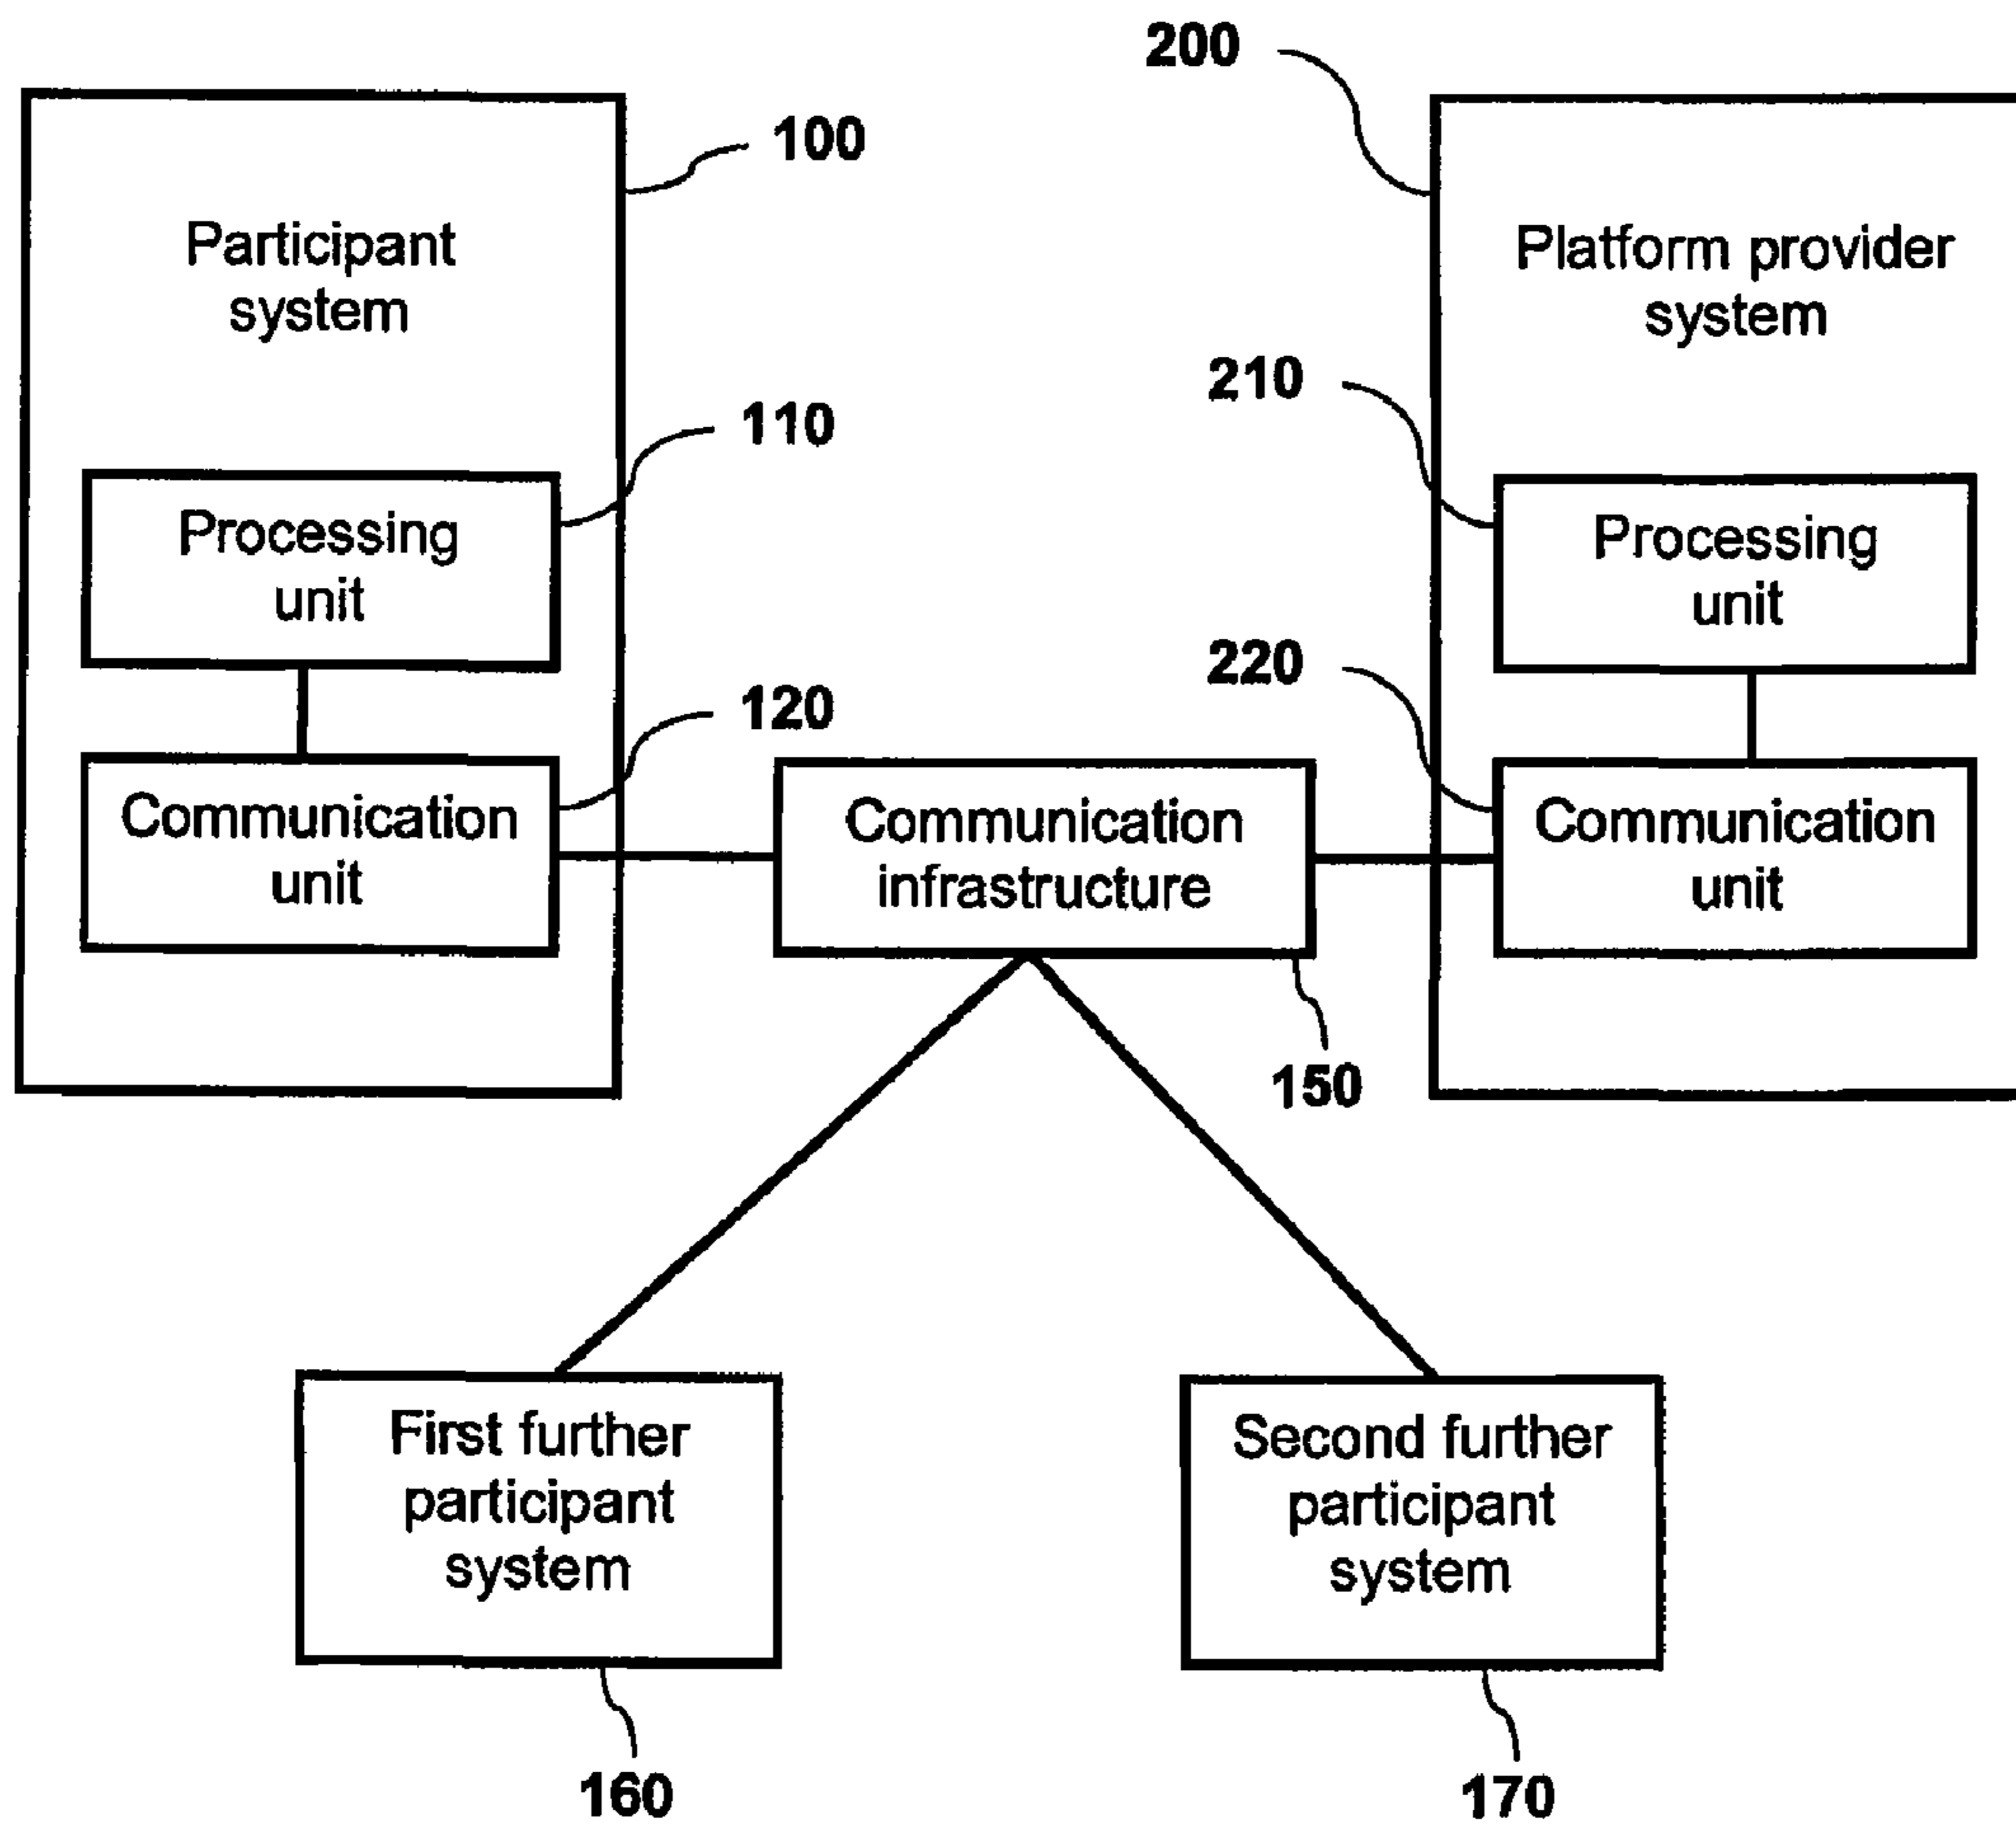 200
100
Participant
system
Platform provider
system
210
110
Processing
unit
Processing
unit
220
120
Communication
unit
Communication
infrastructure
Communication
unit
150
First further
participant
system
Second further
participant
system
160
170